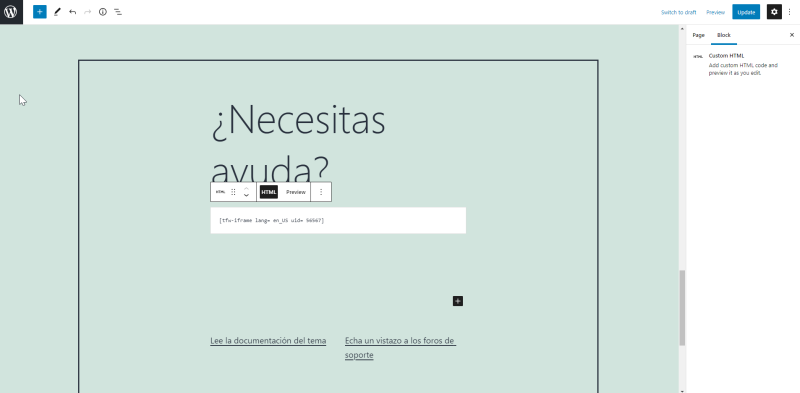 Switch to draft Preview Update
Page Block
HTML Custom HTML
Add custom HTML code and
preview it as you edit.
¿Necesitas
ayuda?
HTML HTML Preview
[tfu-iframe lang= en_US uid= 56567]
Lee la documentación del tema
Echa un vistazo a los foros de
soporte